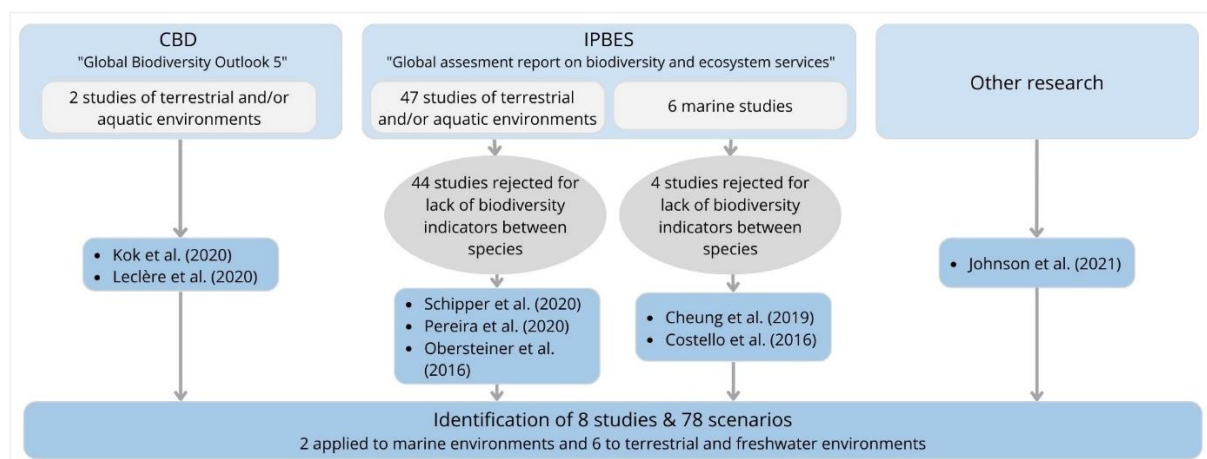 CBD
"Global Biodiversity Outlook 5"
2 studies of terrestrial and/or
aquatic environments
IPBES
"Global assesment report on biodiversity and ecosystem services"
47 studies of terrestrial
and/or aquatic environments
6 marine studies
Other research
44 studies rejected for
lack of biodiversity
indicators between
species
4 studies rejected for
lack of biodiversity
indicators between
species
• Kok et al. (2020)
• Leclère et al. (2020)
• Schipper et al. (2020)
• Pereira et al. (2020)
• Obersteiner et al.
(2016)
• Cheung et al. (2019)
• Costello et al. (2016)
• Johnson et al. (2021)
Identification of 8 studies & 78 scenarios
2 applied to marine environments and 6 to terrestrial and freshwater environments